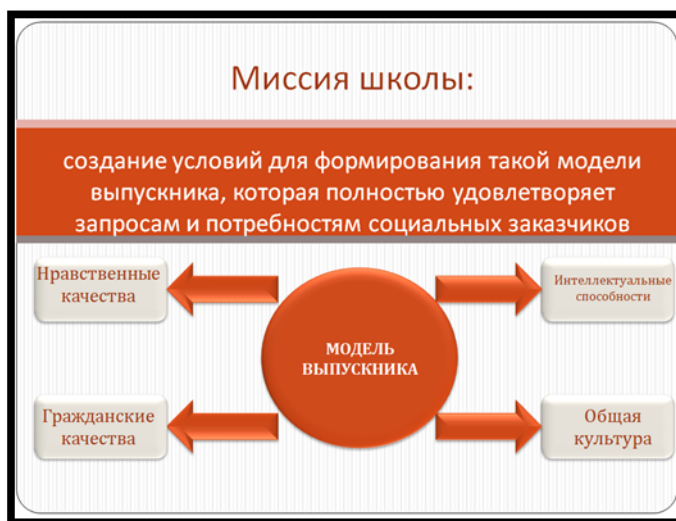 Миссия школы:
создание условий для формирования такой модели
выпускника, которая полностью удовлетворяет
запросам и потребностям социальных заказчиков
Нравственные
качества
Интеллектуальные
способности
МОДЕЛЬ
ВЫПУСКНИКА
Гражданские
качества
Общая
культура